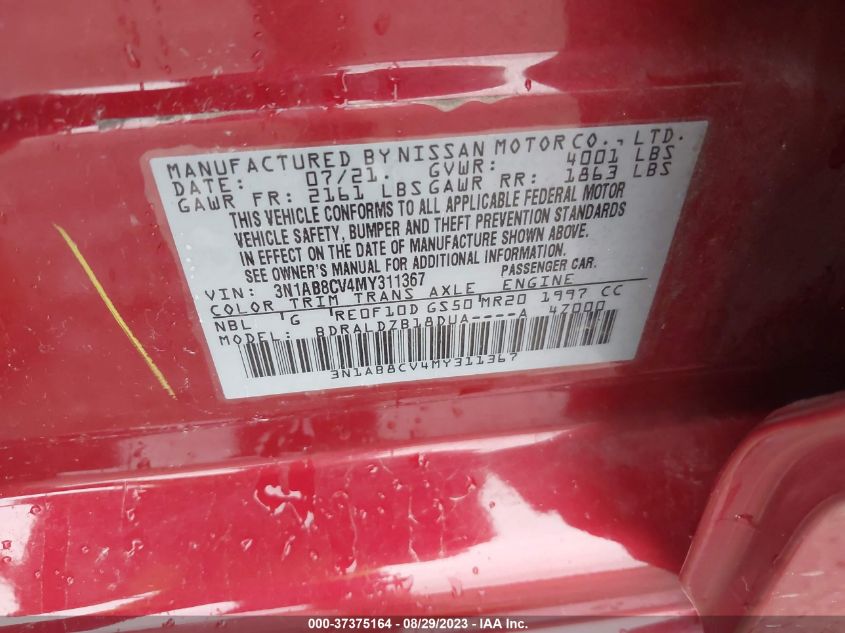 MANUFACTURED BY NISSAN MOTOR CO., LTD.
DATE: 07/21. GVWR: 4001 LBS
GAWR FR: 2161 LBS GAWR RR: 1863 LBS
THIS VEHICLE CONFORMS TO ALL APPLICABLE FEDERAL MOTOR
VEHICLE SAFETY, BUMPER AND THEFT PREVENTION STANDARDS
IN EFFECT ON THE DATE OF MANUFACTURE SHOWN ABOVE.
SEE OWNER'S MANUAL FOR ADDITIONAL INFORMATION.
VIN: 3N1AB8CV4MY311367 PASSENGER CAR.
COLOR TRIM TRANS AXLE ENGINE
NBL G RE0F10D GS50 MR20 1997 CC
MODEL: BDRALDZB18DUA----A 4Z000
3N1AB8CV4MY311367
000-37375164 - 08/29/2023 - IAA Inc.